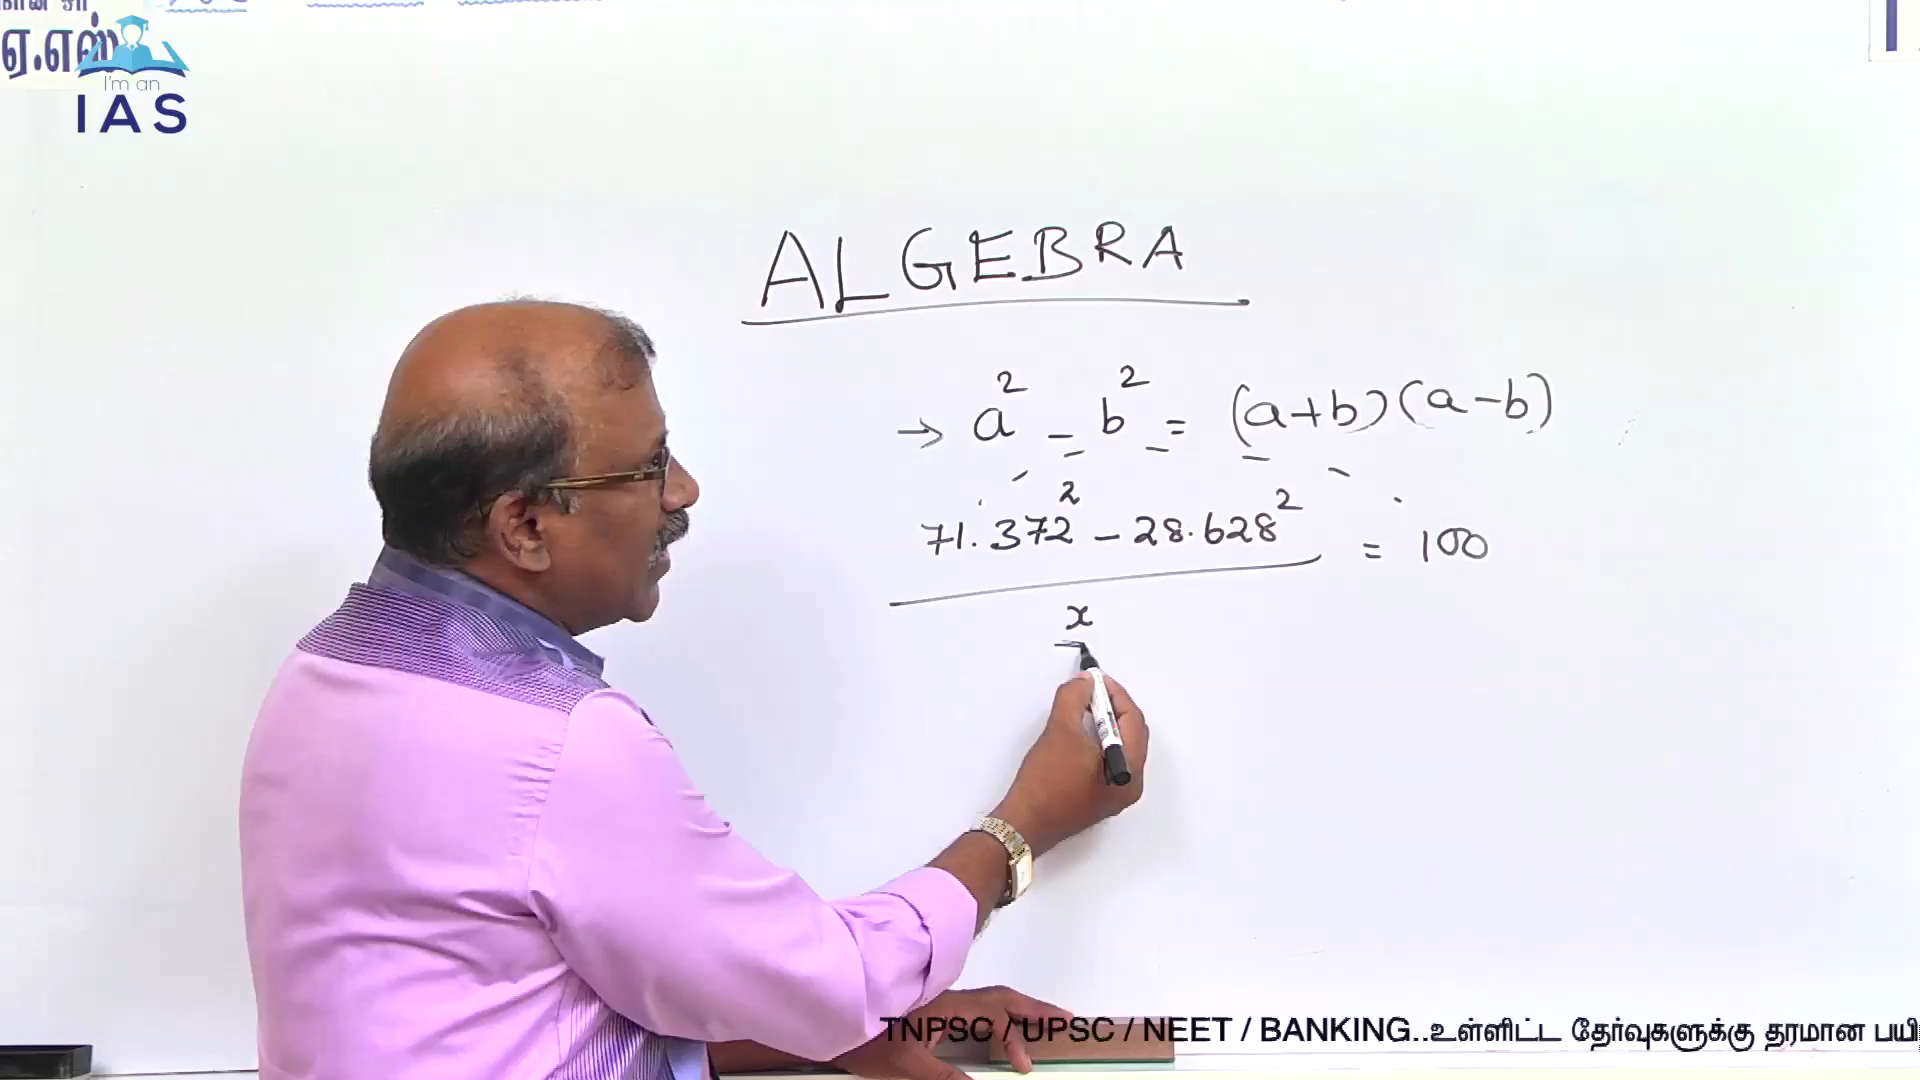 ஏ.எஸ்
I'm an
IAS
ALGEBRA
→ a² - b² = (a+b)(a-b)
71.372² - 28.628² = 100
x
TNPSC / UPSC / NEET / BANKING..உள்ளிட்ட தேர்வுகளுக்கு தரமான பயி